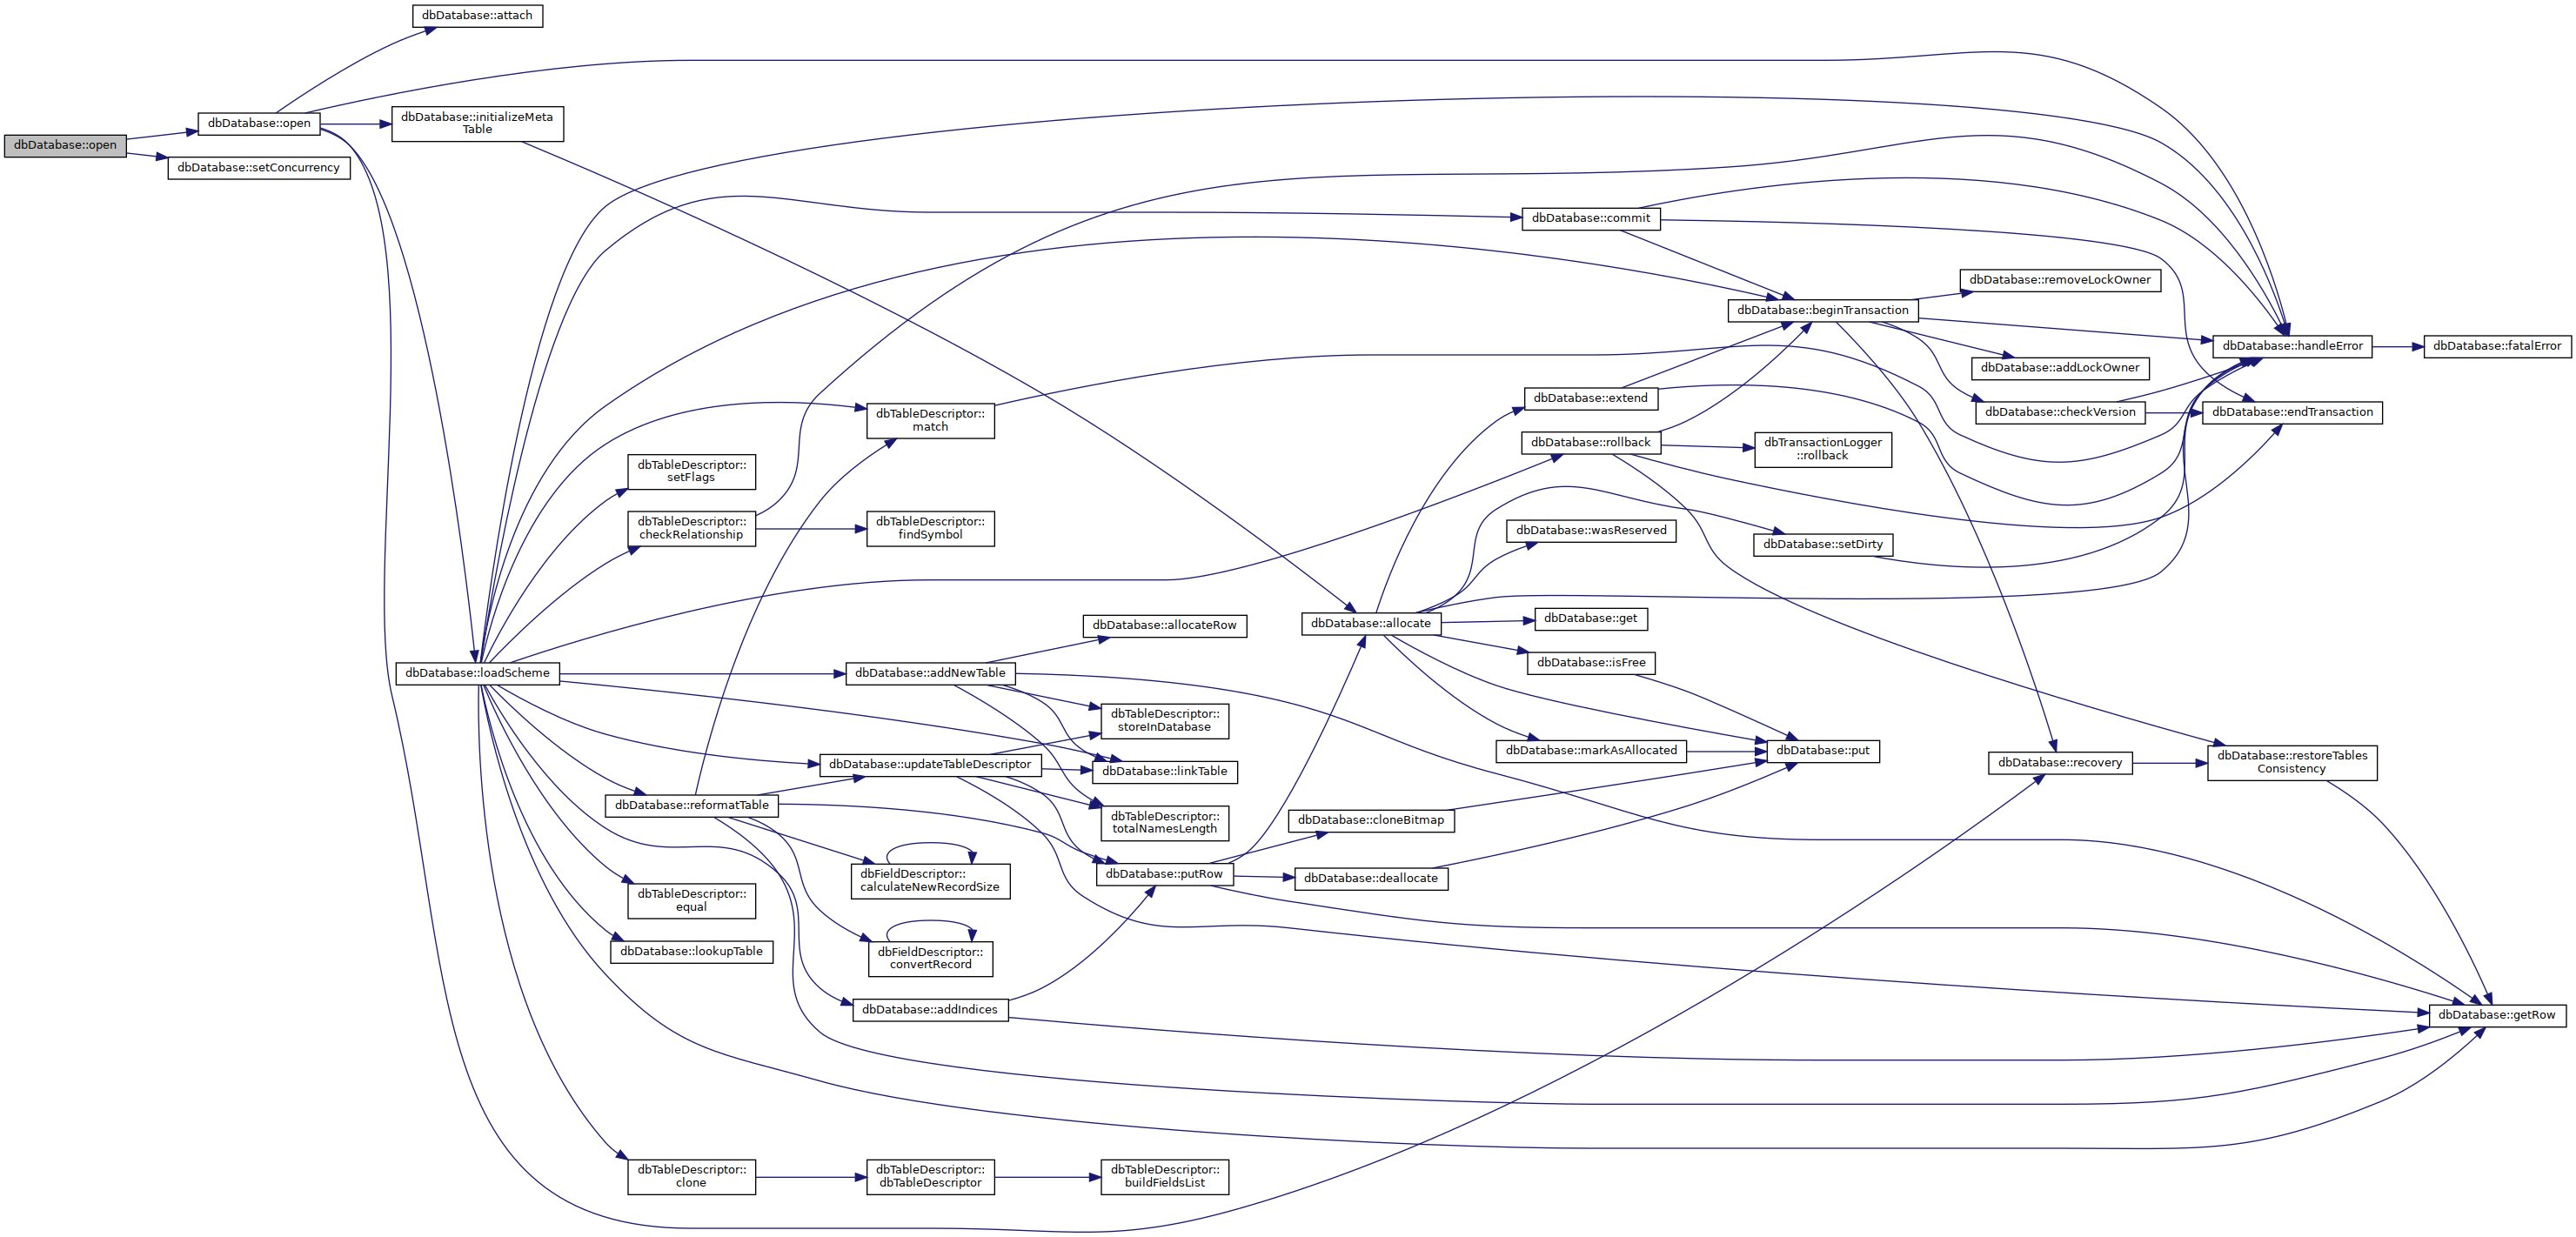 dbDatabase::open
dbDatabase::open
dbDatabase::setConcurrency
dbDatabase::attach
dbDatabase::initializeMeta
Table
dbDatabase::loadScheme
dbTableDescriptor::
setFlags
dbTableDescriptor::
checkRelationship
dbDatabase::reformatTable
dbTableDescriptor::
equal
dbDatabase::lookupTable
dbTableDescriptor::
clone
dbTableDescriptor::
match
dbTableDescriptor::
findSymbol
dbDatabase::addNewTable
dbDatabase::updateTableDescriptor
dbFieldDescriptor::
calculateNewRecordSize
dbFieldDescriptor::
convertRecord
dbDatabase::addIndices
dbTableDescriptor::
dbTableDescriptor
dbDatabase::allocateRow
dbTableDescriptor::
storeInDatabase
dbDatabase::linkTable
dbTableDescriptor::
totalNamesLength
dbDatabase::putRow
dbTableDescriptor::
buildFieldsList
dbDatabase::allocate
dbDatabase::cloneBitmap
dbDatabase::deallocate
dbDatabase::commit
dbDatabase::extend
dbDatabase::rollback
dbDatabase::wasReserved
dbDatabase::get
dbDatabase::isFree
dbDatabase::markAsAllocated
dbDatabase::beginTransaction
dbTransactionLogger
::rollback
dbDatabase::setDirty
dbDatabase::put
dbDatabase::removeLockOwner
dbDatabase::addLockOwner
dbDatabase::checkVersion
dbDatabase::recovery
dbDatabase::handleError
dbDatabase::endTransaction
dbDatabase::restoreTables
Consistency
dbDatabase::fatalError
dbDatabase::getRow